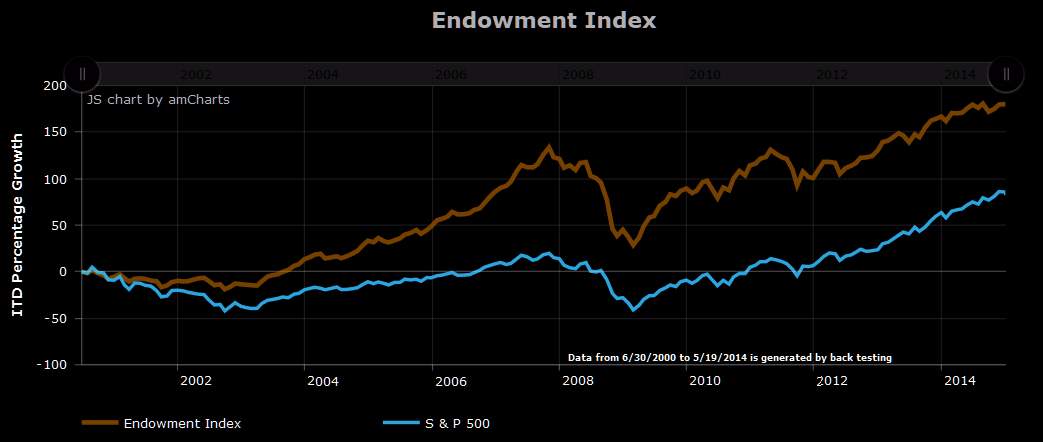 Endowment Index
2002 2004 2006 2008 2010 2012 2014
JS chart by amCharts
ITD Percentage Growth
200
150
100
50
0
-50
-100
Data from 6/30/2000 to 5/19/2014 is generated by back testing
2002 2004 2006 2008 2010 2012 2014
Endowment Index S & P 500